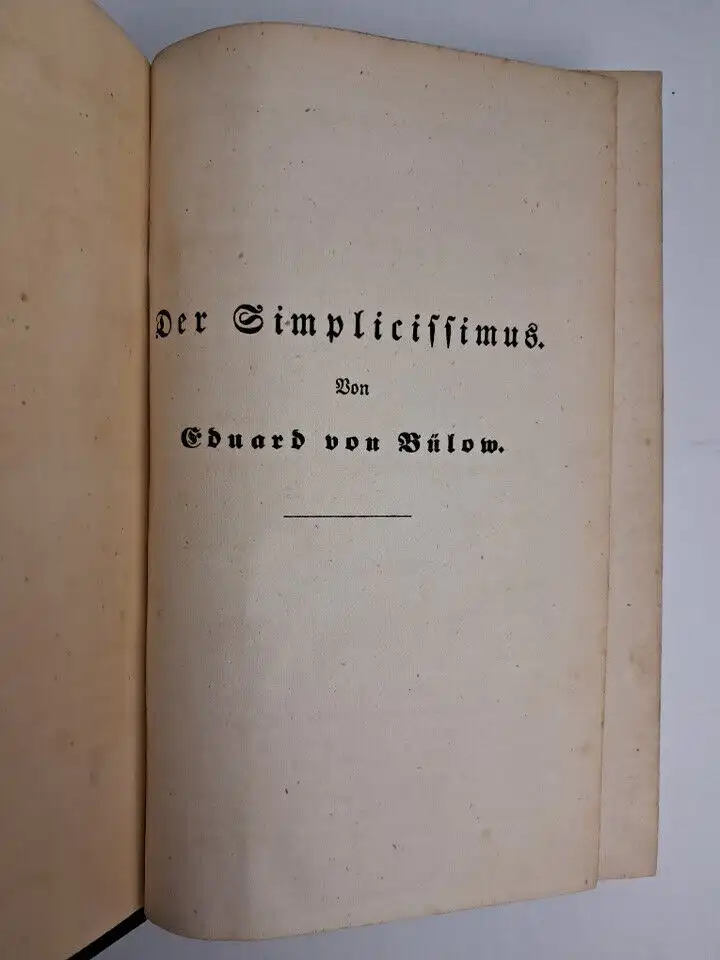 Der Simpliciſſimus.
Von
Eduard von Bülow.